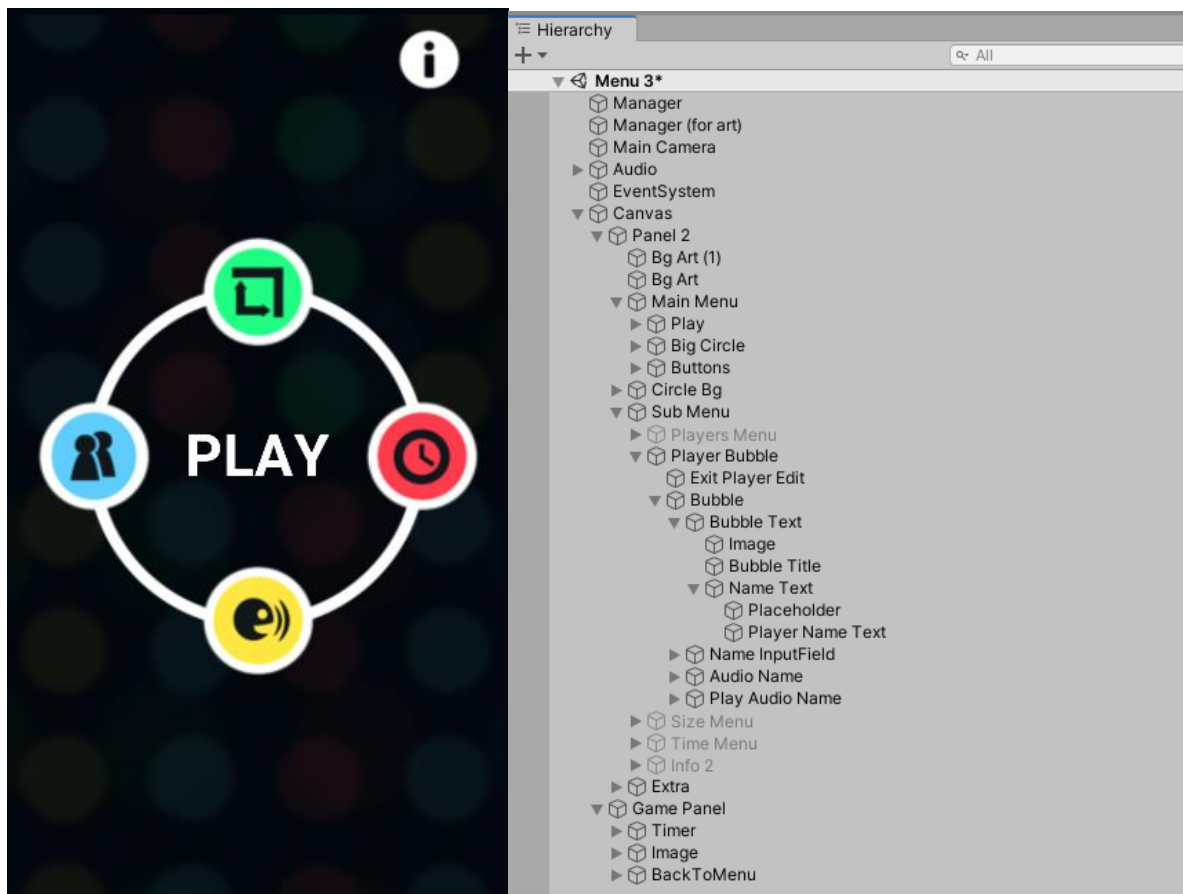 i
PLAY
Hierarchy
All
Menu 3*
Manager
Manager (for art)
Main Camera
Audio
EventSystem
Canvas
Panel 2
Bg Art (1)
Bg Art
Main Menu
Play
Big Circle
Buttons
Circle Bg
Sub Menu
Players Menu
Player Bubble
Exit Player Edit
Bubble
Bubble Text
Image
Bubble Title
Name Text
Placeholder
Player Name Text
Name InputField
Audio Name
Play Audio Name
Size Menu
Time Menu
Info 2
Extra
Game Panel
Timer
Image
BackToMenu